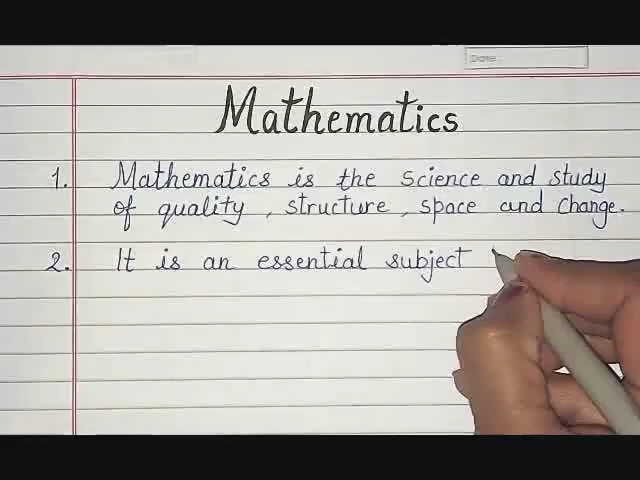 Date:
Mathematics
1. Mathematics is the science and study
of quality, structure, space and change.
2. It is an essential subject